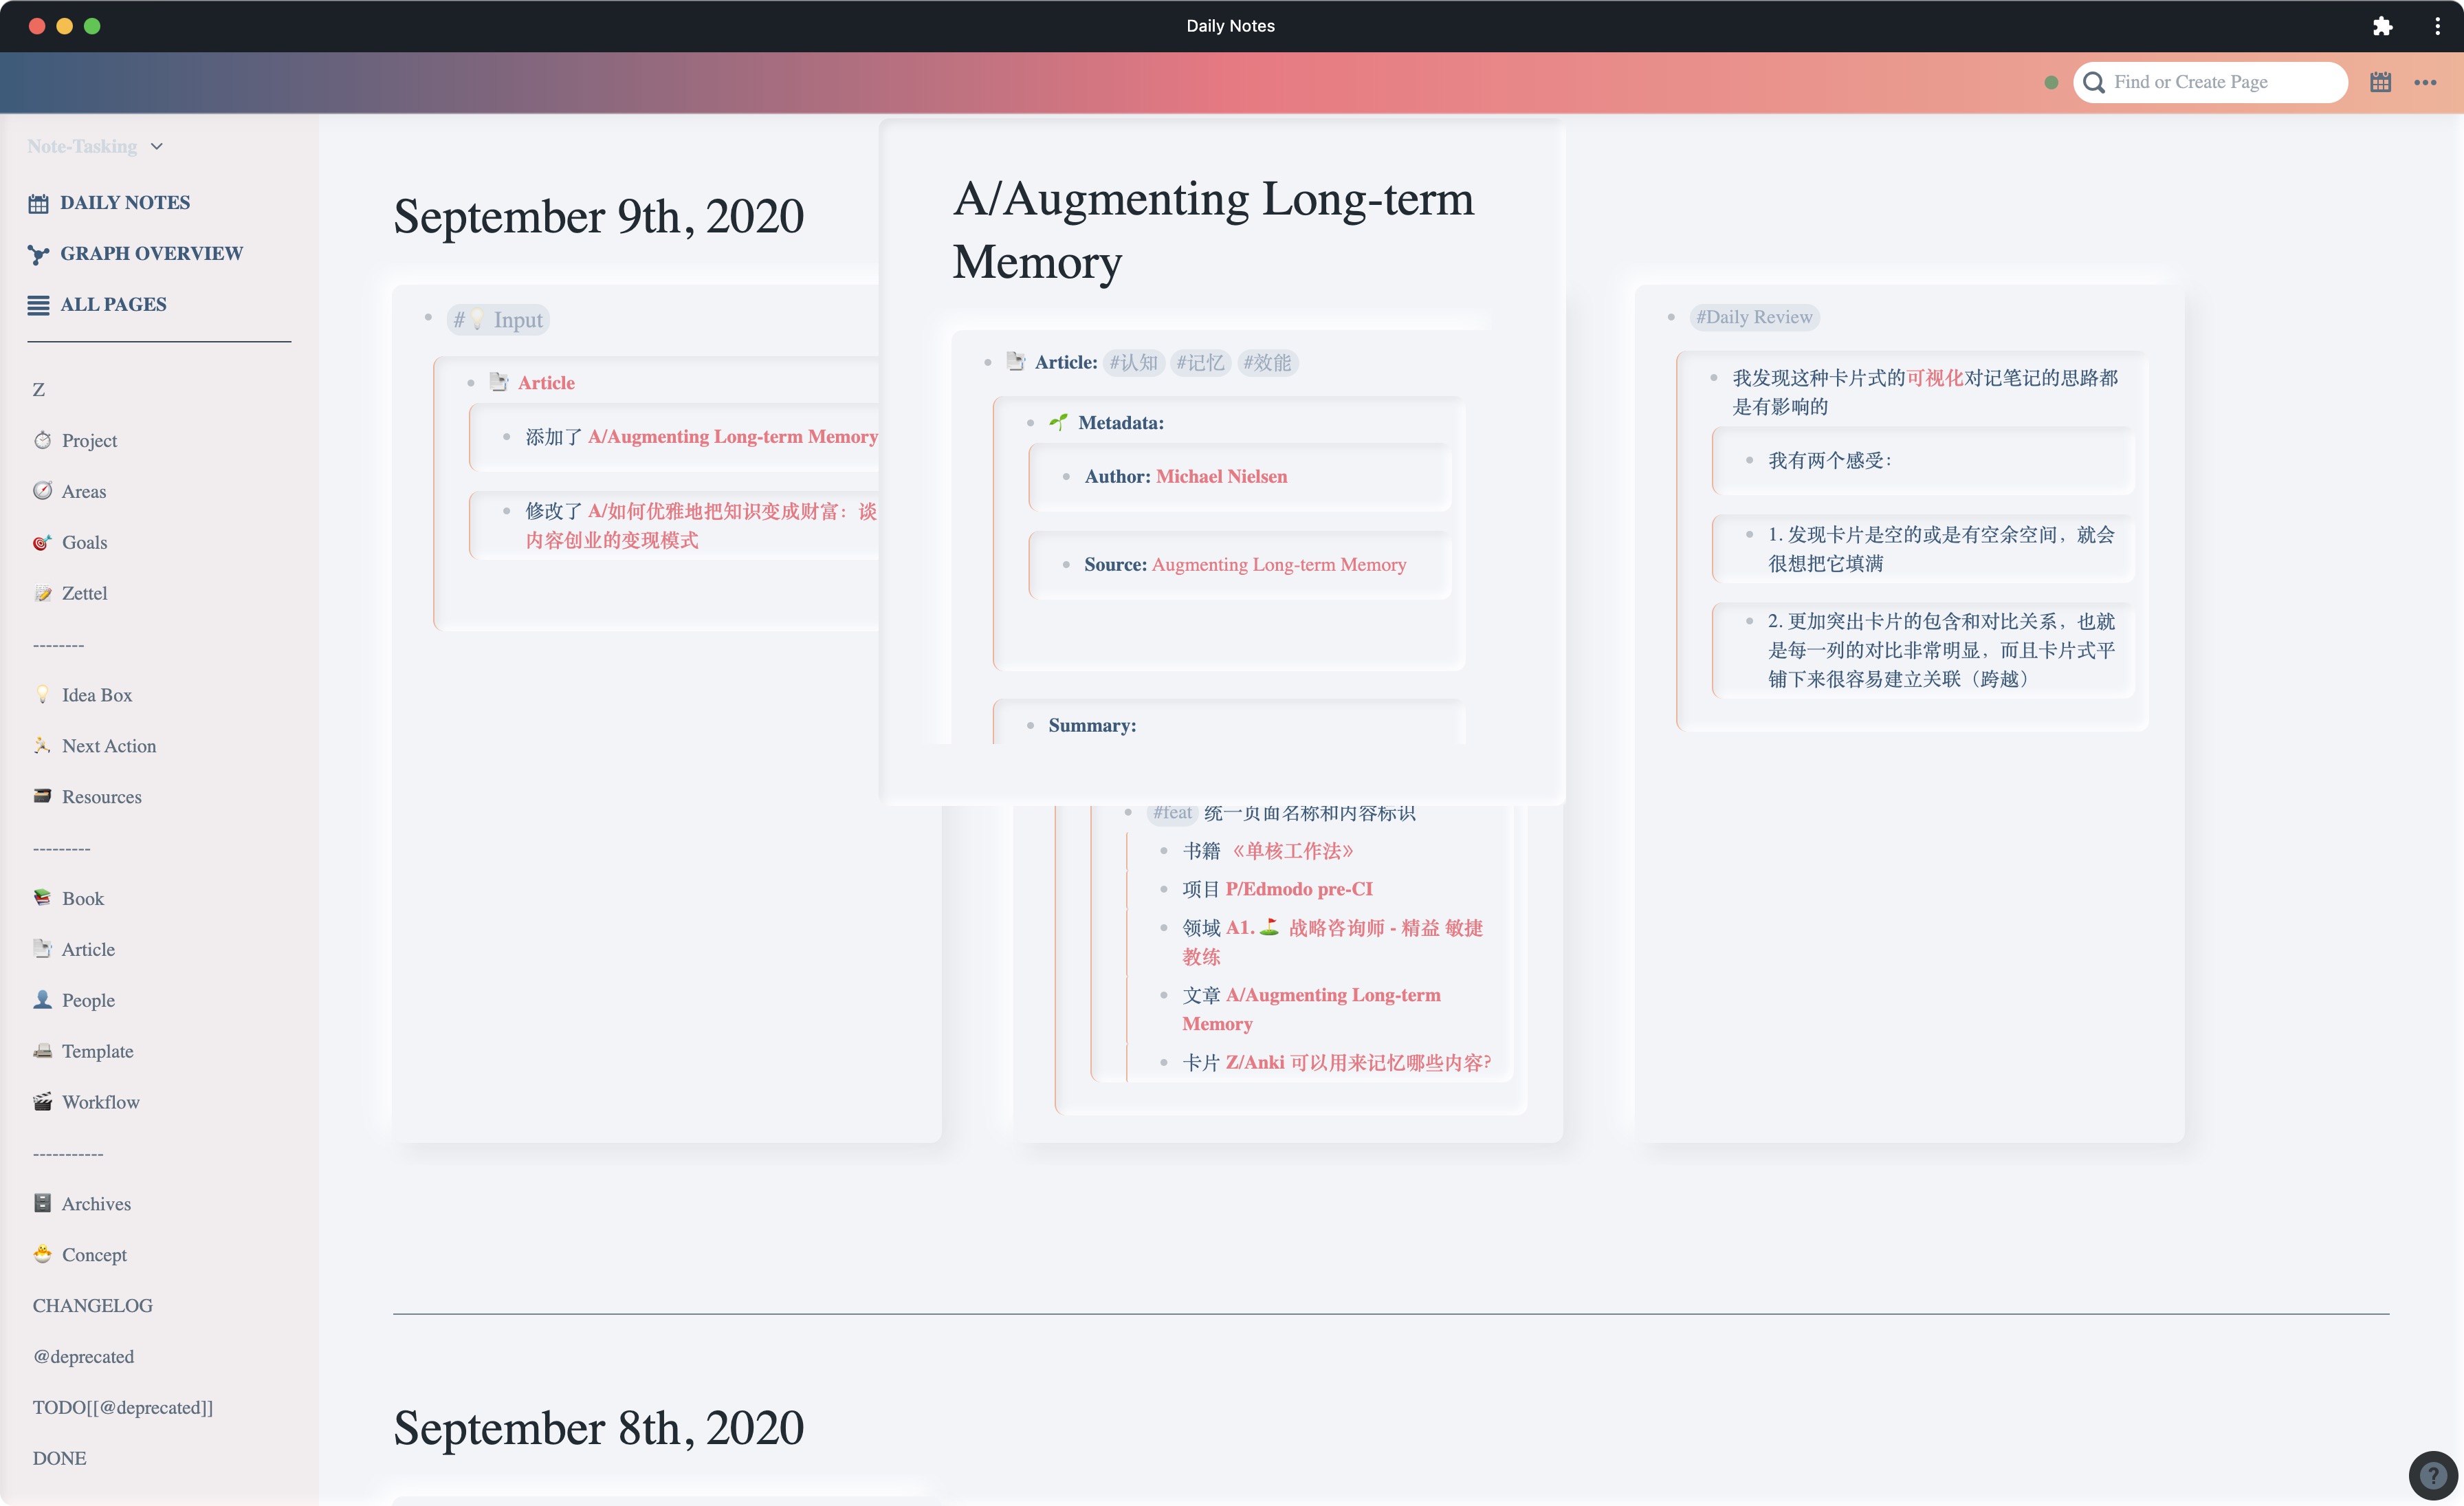 Daily Notes
Find or Create Page
Note-Tasking
DAILY NOTES
GRAPH OVERVIEW
ALL PAGES
Z
Project
Areas
Goals
Zettel
--------
Idea Box
Next Action
Resources
---------
Book
Article
People
Template
Workflow
-----------
Archives
Concept
CHANGELOG
@deprecated
TODO[[@deprecated]]
DONE
September 9th, 2020
#💡 Input
Article
添加了 A/Augmenting Long-term Memory
修改了 A/如何优雅地把知识变成财富：谈
内容创业的变现模式
A/Augmenting Long-term
Memory
Article: #认知 #记忆 #效能
Metadata:
Author: Michael Nielsen
Source: Augmenting Long-term Memory
Summary:
#feat 统一页面名称和内容标识
书籍 《单核工作法》
项目 P/Edmodo pre-CI
领域 A1.⛳ 战略咨询师 - 精益 敏捷
教练
文章 A/Augmenting Long-term
Memory
卡片 Z/Anki 可以用来记忆哪些内容?
#Daily Review
我发现这种卡片式的可视化对记笔记的思路都
是有影响的
我有两个感受：
1. 发现卡片是空的或是有空余空间，就会
很想把它填满
2. 更加突出卡片的包含和对比关系，也就
是每一列的对比非常明显，而且卡片式平
铺下来很容易建立关联（跨越）
September 8th, 2020
?